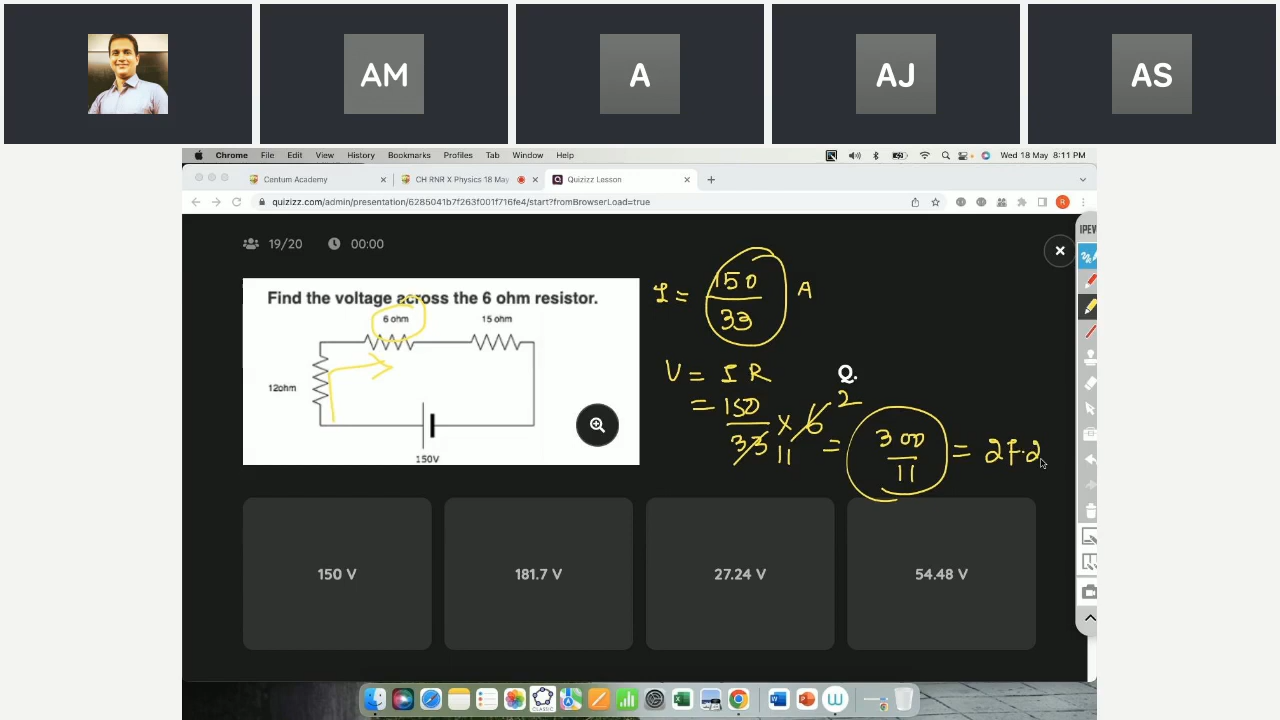 AM
A
AJ
AS
Chrome File Edit View History Bookmarks Profiles Tab Window Help
Wed 18 May 8:11 PM
Centum Academy
CH RNR X Physics 18 May
Quizizz Lesson
quizizz.com/admin/presentation/6285041b7f263f001f716fe4/start?fromBrowserLoad=true
IPEV
19/20
00:00
Find the voltage across the 6 ohm resistor.
6 ohm
15 ohm
12ohm
150V
I = 150/33 A
V = I R
Q.
= 150/33 × 6 2
11
= 300/11 = 27.2
150 V
181.7 V
27.24 V
54.48 V
CLASSIC